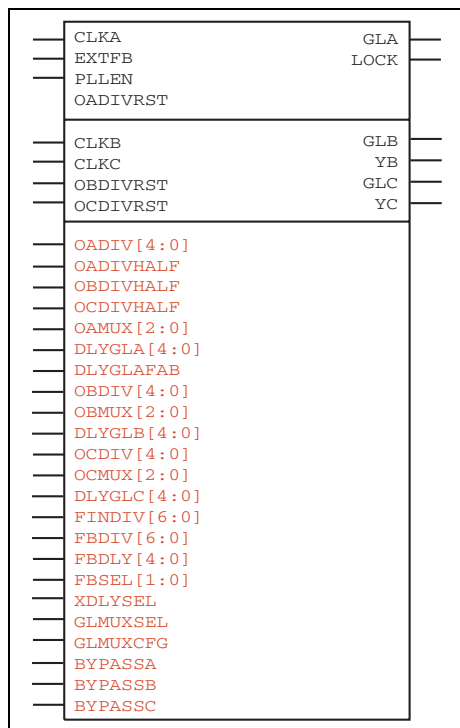 CLKA GLA
EXTFB LOCK
PLLEN
OADIVRST
CLKB GLB
CLKC YB
OBDIVRST GLC
OCDIVRST YC
OADIV[4:0]
OADIVHALF
OBDIVHALF
OCDIVHALF
OAMUX[2:0]
DLYGLA[4:0]
DLYGLAFAB
OBDIV[4:0]
OBMUX[2:0]
DLYGLB[4:0]
OCDIV[4:0]
OCMUX[2:0]
DLYGLC[4:0]
FINDIV[6:0]
FBDIV[6:0]
FBDLY[4:0]
FBSEL[1:0]
XDLYSEL
GLMUXSEL
GLMUXCFG
BYPASSA
BYPASSB
BYPASSC